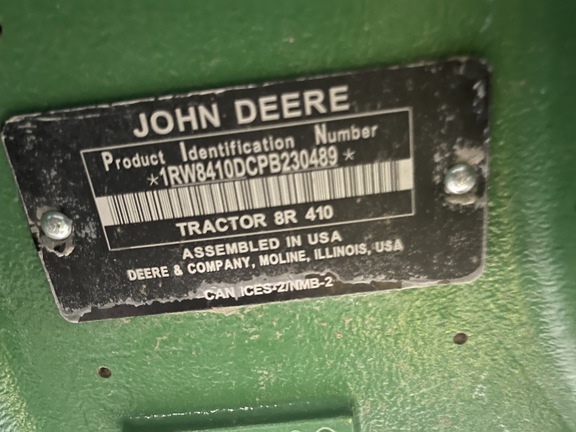 JOHN DEERE
Product Identification Number
*1RW8410DCPB230489*
TRACTOR 8R 410
ASSEMBLED IN USA
DEERE & COMPANY, MOLINE, ILLINOIS, USA
CAN ICES-2/NMB-2